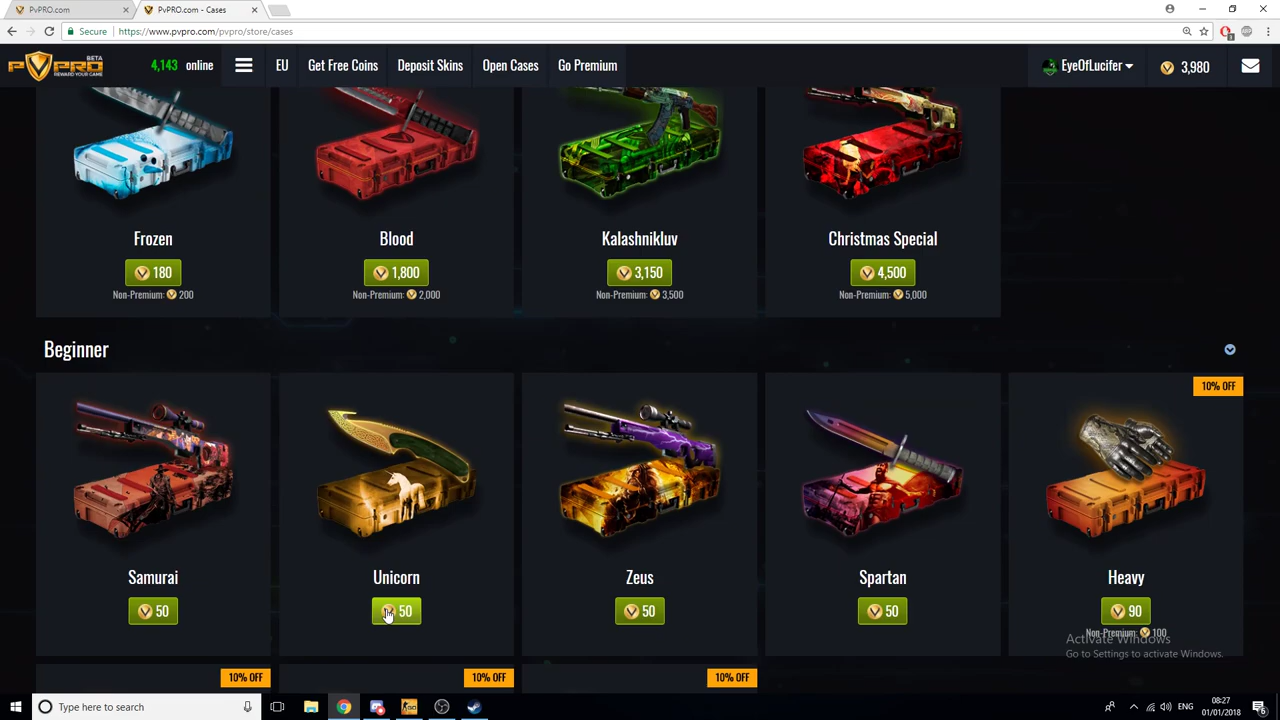 PvPRO.com
PvPRO.com - Cases
Secure
https://www.pvpro.com/pvpro/store/cases
PVPRO
BETA
REWARD YOUR GAME
4,143 online
EU
Get Free Coins
Deposit Skins
Open Cases
Go Premium
EyeOfLucifer
3,980
Frozen
Blood
Kalashnikluv
Christmas Special
180
1,800
3,150
4,500
Non-Premium: 200
Non-Premium: 2,000
Non-Premium: 3,500
Non-Premium: 5,000
Beginner
10% OFF
Samurai
Unicorn
Zeus
Spartan
Heavy
50
50
50
50
90
Non-Premium: 100
Activate Windows
Go to Settings to activate Windows.
10% OFF
10% OFF
10% OFF
Type here to search
ENG
08:27
01/01/2018